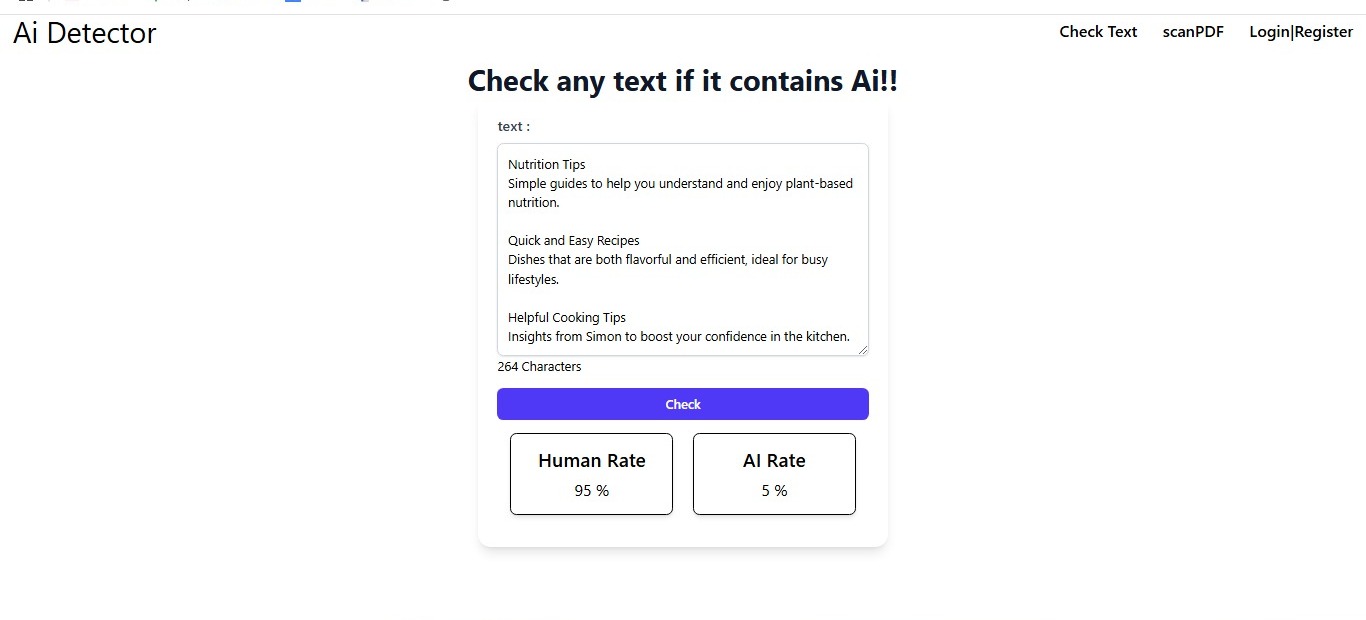 Ai Detector
Check Text scanPDF Login|Register
Check any text if it contains Ai!!
text :
Nutrition Tips
Simple guides to help you understand and enjoy plant-based
nutrition.
Quick and Easy Recipes
Dishes that are both flavorful and efficient, ideal for busy
lifestyles.
Helpful Cooking Tips
Insights from Simon to boost your confidence in the kitchen.
264 Characters
Check
Human Rate
95 %
AI Rate
5 %